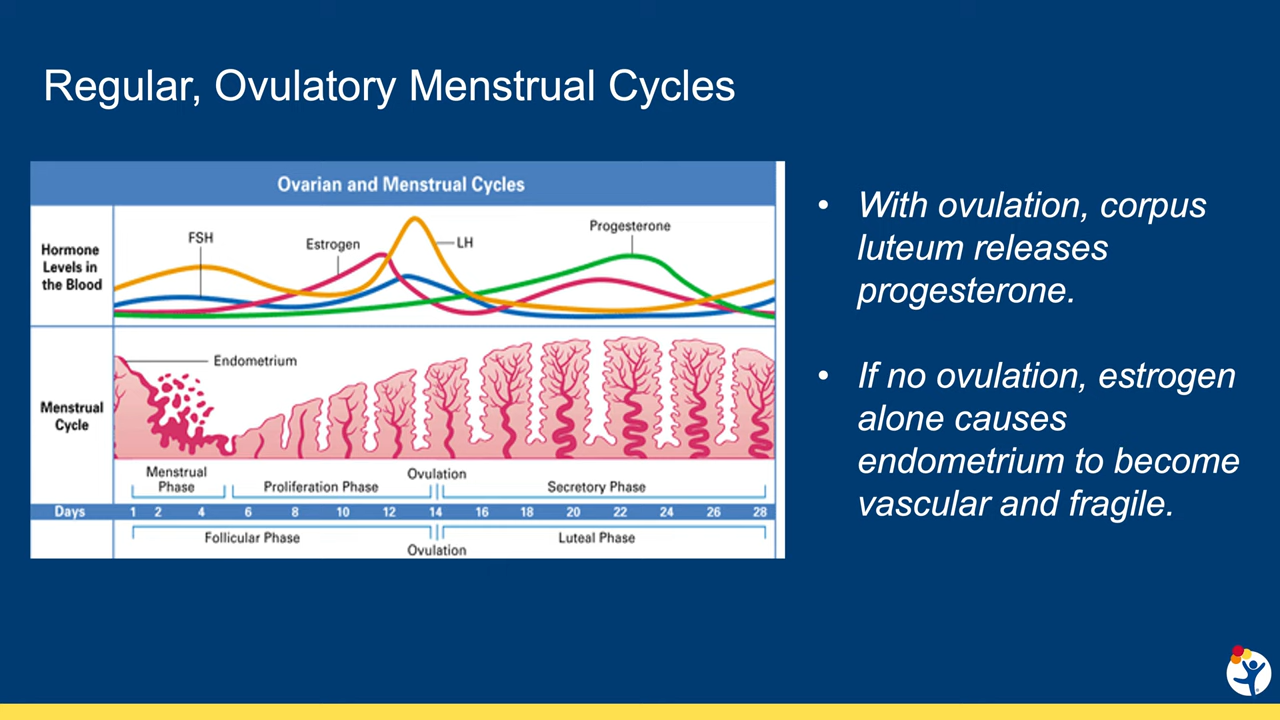 Regular, Ovulatory Menstrual Cycles
Ovarian and Menstrual Cycles
Hormone
Levels in
the Blood
FSH
Estrogen
LH
Progesterone
Menstrual
Cycle
Endometrium
Menstrual
Phase
Proliferation Phase
Ovulation
Secretory Phase
Days 1 2 4 6 8 10 12 14 16 18 20 22 24 26 28
Follicular Phase
Ovulation
Luteal Phase
• With ovulation, corpus
luteum releases
progesterone.
• If no ovulation, estrogen
alone causes
endometrium to become
vascular and fragile.